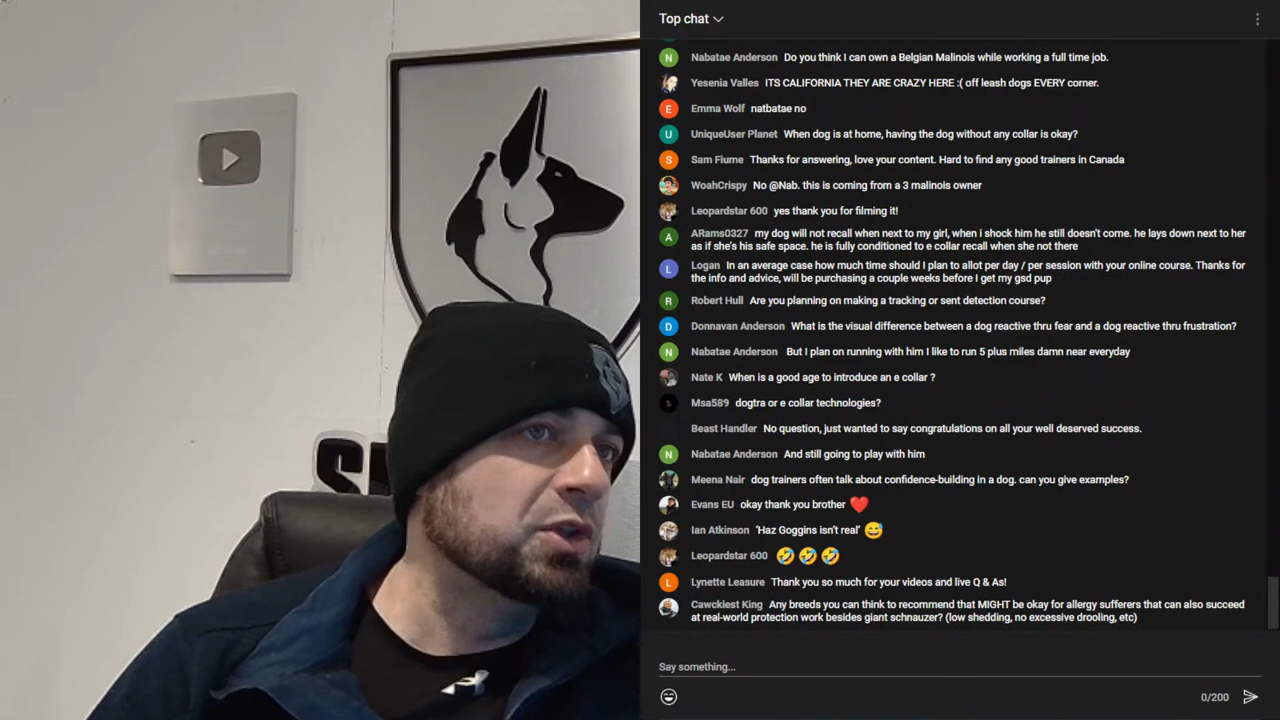 Top chat
Nabatae Anderson Do you think I can own a Belgian Malinois while working a full time job.
Yesenia Valles ITS CALIFORNIA THEY ARE CRAZY HERE :( off leash dogs EVERY corner.
Emma Wolf natbatae no
UniqueUser Planet When dog is at home, having the dog without any collar is okay?
Sam Fiume Thanks for answering, love your content. Hard to find any good trainers in Canada
WoahCrispy No @Nab. this is coming from a 3 malinois owner
Leopardstar 600 yes thank you for filming it!
ARams0327 my dog will not recall when next to my girl, when i shock him he still doesn't come. he lays down next to her
as if she's his safe space. he is fully conditioned to e collar recall when she not there
Logan In an average case how much time should I plan to allot per day / per session with your online course. Thanks for
the info and advice, will be purchasing a couple weeks before I get my gsd pup
Robert Hull Are you planning on making a tracking or sent detection course?
Donnavan Anderson What is the visual difference between a dog reactive thru fear and a dog reactive thru frustration?
Nabatae Anderson But I plan on running with him I like to run 5 plus miles damn near everyday
Nate K When is a good age to introduce an e collar ?
Msa589 dogtra or e collar technologies?
Beast Handler No question, just wanted to say congratulations on all your well deserved success.
Nabatae Anderson And still going to play with him
Meena Nair dog trainers often talk about confidence-building in a dog. can you give examples?
Evans EU okay thank you brother ❤️
Ian Atkinson 'Haz Goggins isn't real' 😅
Leopardstar 600 🤣 🤣 🤣
Lynette Leasure Thank you so much for your videos and live Q & As!
Cawckiest King Any breeds you can think to recommend that MIGHT be okay for allergy sufferers that can also succeed
at real-world protection work besides giant schnauzer? (low shedding, no excessive drooling, etc)
Say something...
0/200